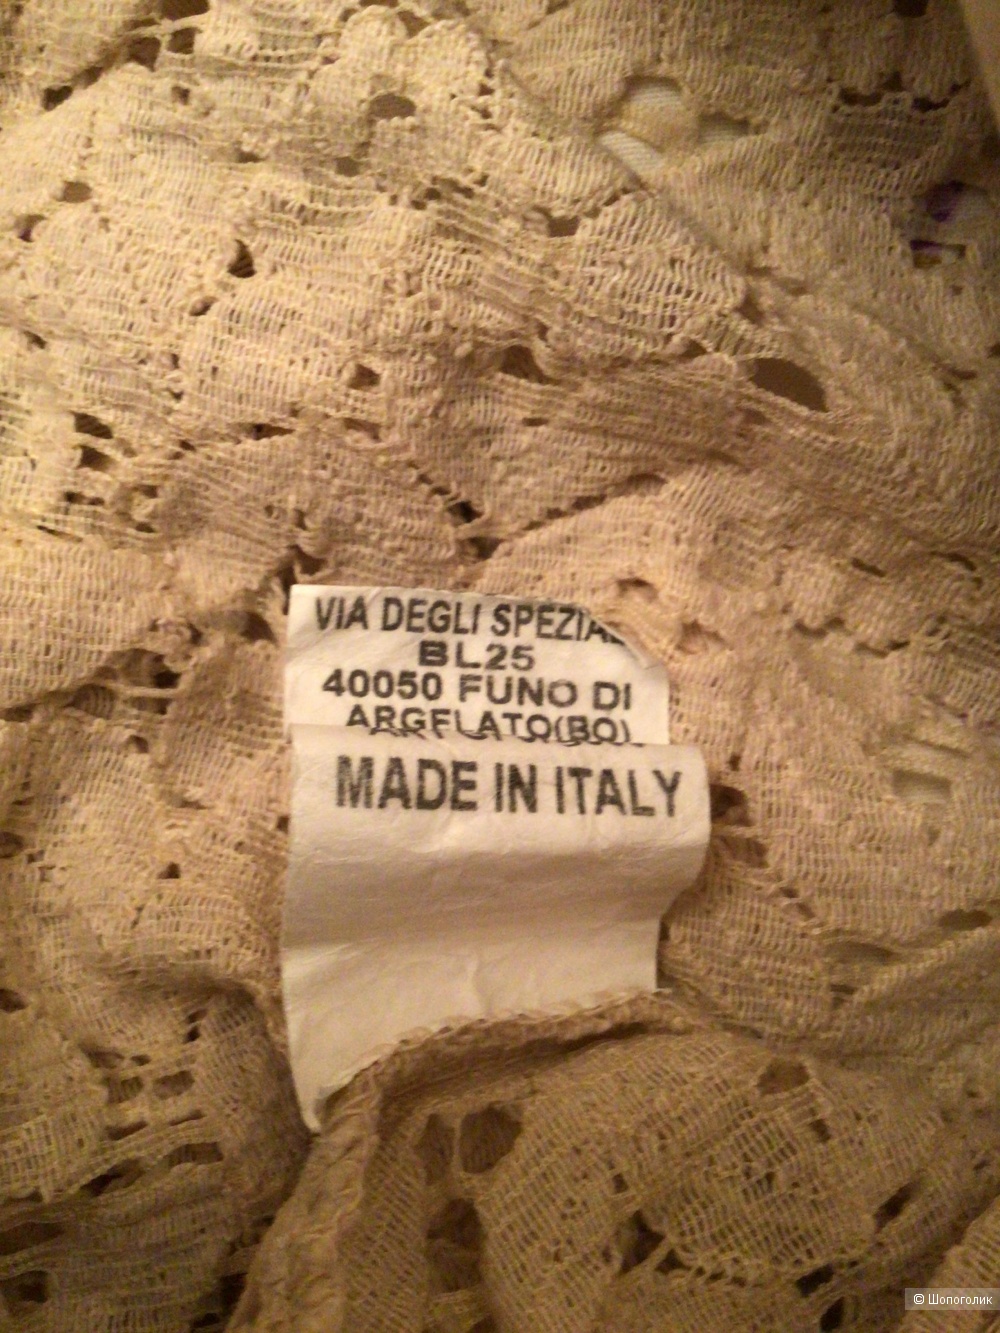 VIA DEGLI SPEZIAL
BL25
40050 FUNO DI
ARGELATO(BO)
MADE IN ITALY
© Шопоголик